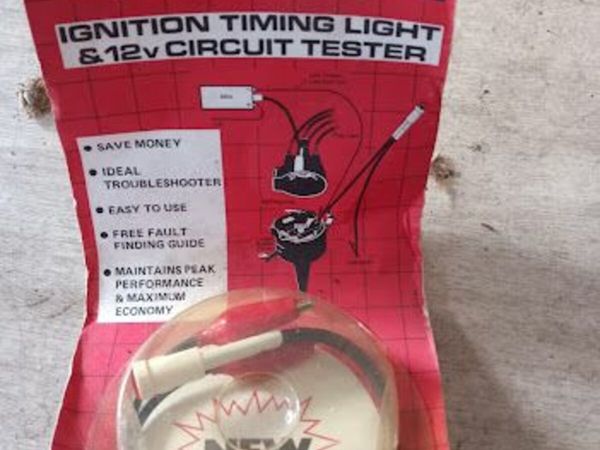 IGNITION TIMING LIGHT
& 12v CIRCUIT TESTER
• SAVE MONEY
• IDEAL
TROUBLESHOOTER
• EASY TO USE
• FREE FAULT
FINDING GUIDE
• MAINTAINS PEAK
PERFORMANCE
& MAXIMUM
ECONOMY
NEW